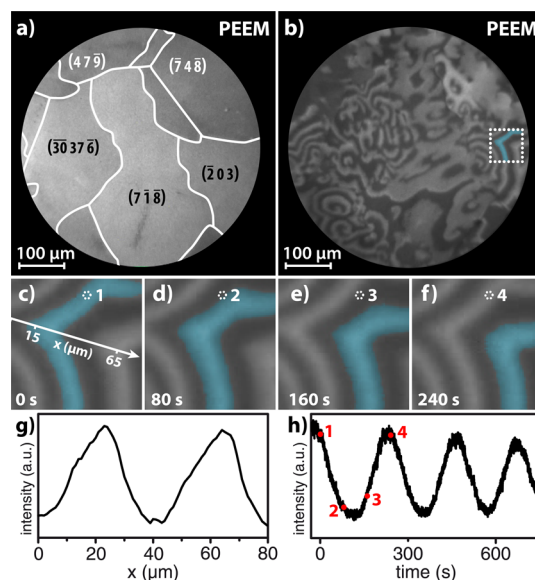 a) PEEM
(4 7 9̅)
(7̅ 4 8̅)
(3̅0̅ 37 6̅)
(2̅ 0 3)
(7 1̅ 8̅)
100 μm
b) PEEM
100 μm
c) 1
15
x (μm)
65
0 s
d) 2
80 s
e) 3
160 s
f) 4
240 s
g)
intensity (a.u.)
0 20 40 60 80
x (μm)
h)
1
4
3
2
intensity (a.u.)
0 300 600
time (s)